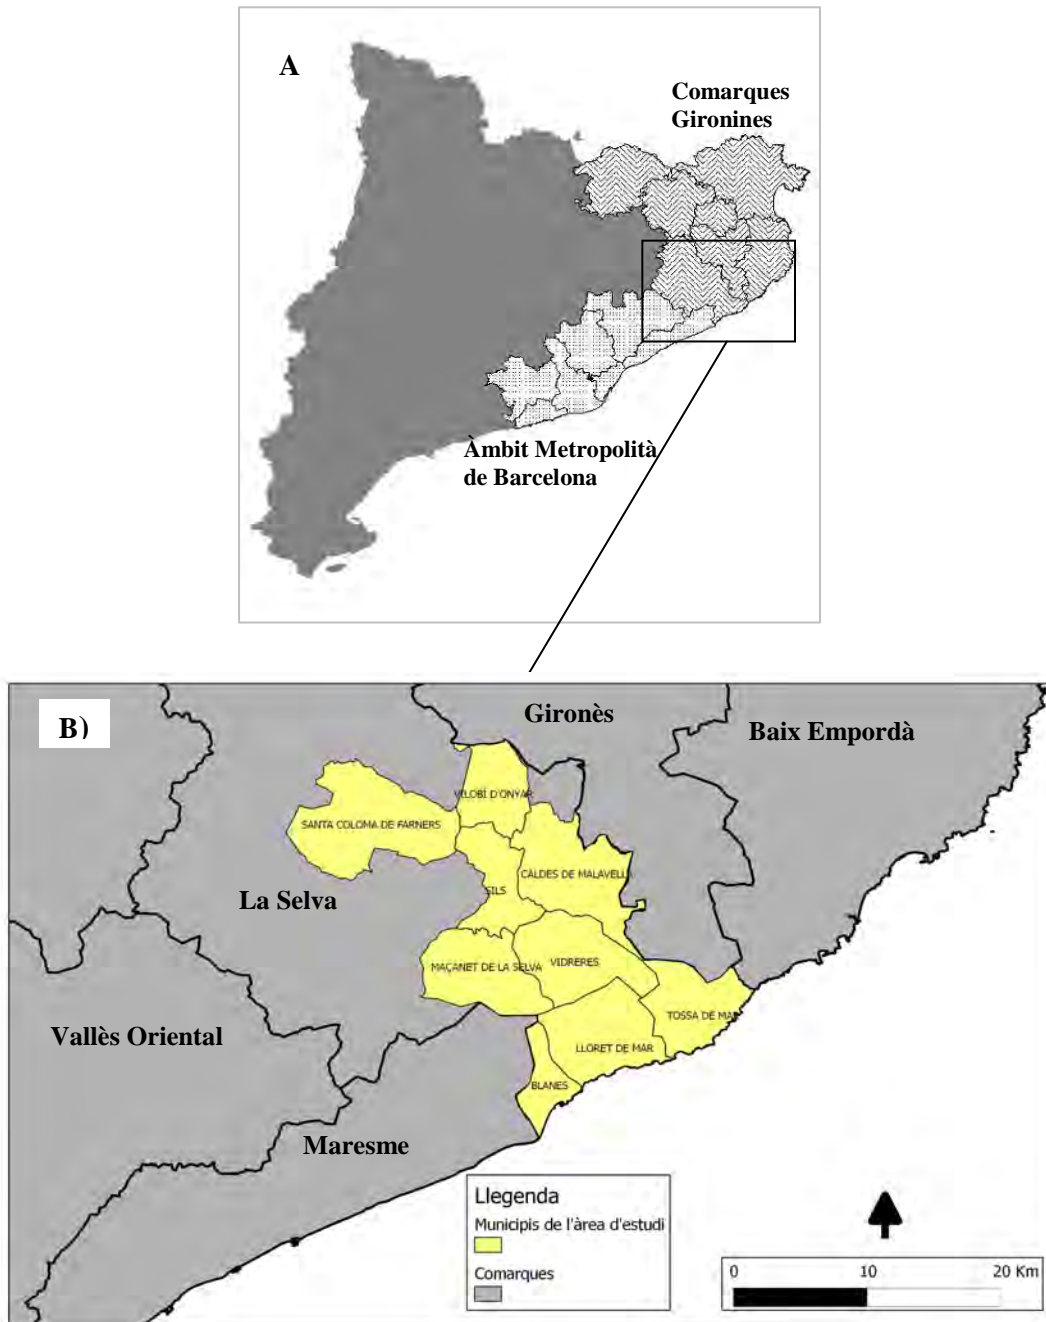 A
Comarques
Gironines
Àmbit Metropolità
de Barcelona
B)
Gironès
Baix Empordà
VILOBÍ D'ONYAR
SANTA COLOMA DE FARNERS
CALDES DE MALAVELLA
SILS
La Selva
MAÇANET DE LA SELVA
VIDRERES
TOSSA DE MA
Vallès Oriental
LLORET DE MAR
BLANES
Maresme
Llegenda
Municipis de l'àrea d'estudi
Comarques
0 10 20 Km